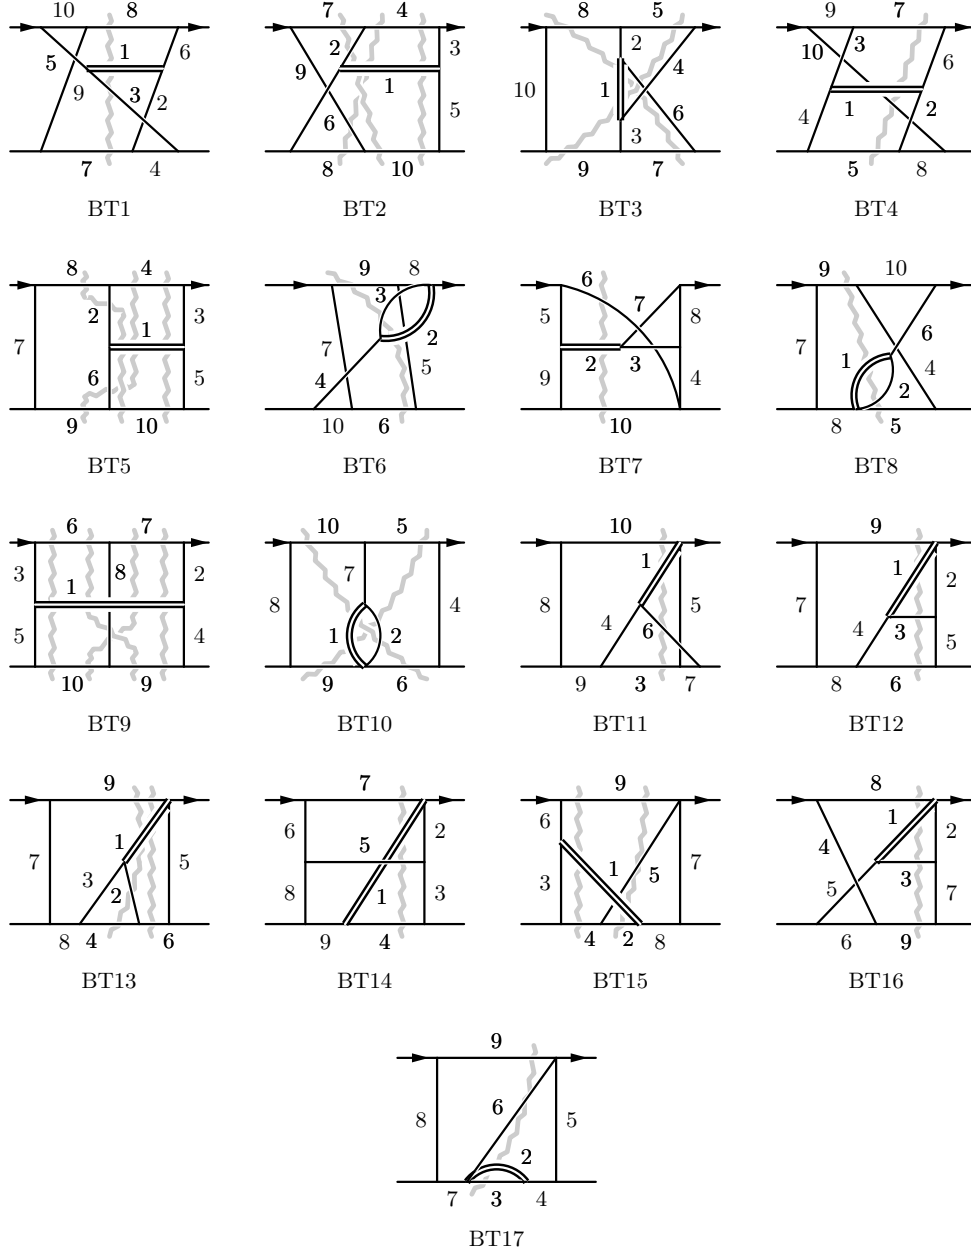 10 8 7 4 8 5 9 7
5 1 6 9 2 3 10 1 2 4 10 3 6
9 3 2 6 1 5 3 6 4 1 2
7 4 8 10 9 7 5 8
BT1 BT2 BT3 BT4
8 4 9 8 6 9 10
7 2 1 3 7 3 2 5 7 8 7 1 6
6 5 4 5 9 2 3 4 2 4
9 10 10 6 10 8 5
BT5 BT6 BT7 BT8
6 7 10 5 10 9
3 1 8 2 8 7 4 8 1 5 7 1 2
5 4 1 2 4 6 4 3 5
10 9 9 6 9 3 7 8 6
BT9 BT10 BT11 BT12
9 7 9 8
7 1 5 6 5 2 6 1 5 7 4 1 2
3 2 8 1 3 3 5 3 7
8 4 6 9 4 4 2 8 6 9
BT13 BT14 BT15 BT16
9
8 6 5
2
7 3 4
BT17